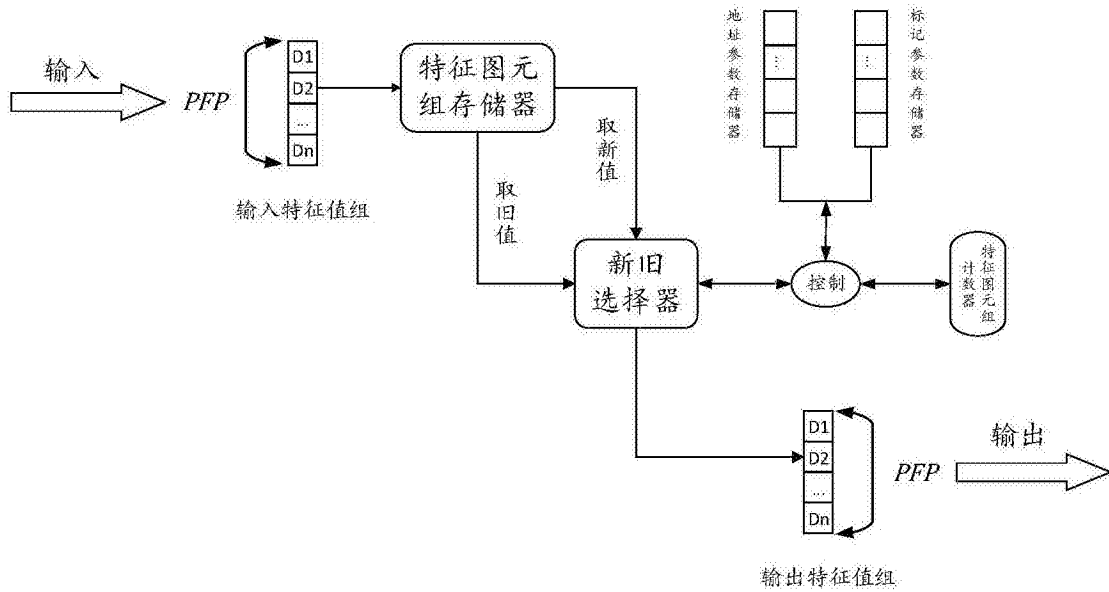 输入
PFP
D1
D2
...
Dn
输入特征值组
特征图元
组存储器
取新值
取旧值
新旧
选择器
地址参数存储器
...
标记参数存储器
...
控制
特征图元组
计数器
D1
D2
...
Dn
PFP
输出
输出特征值组